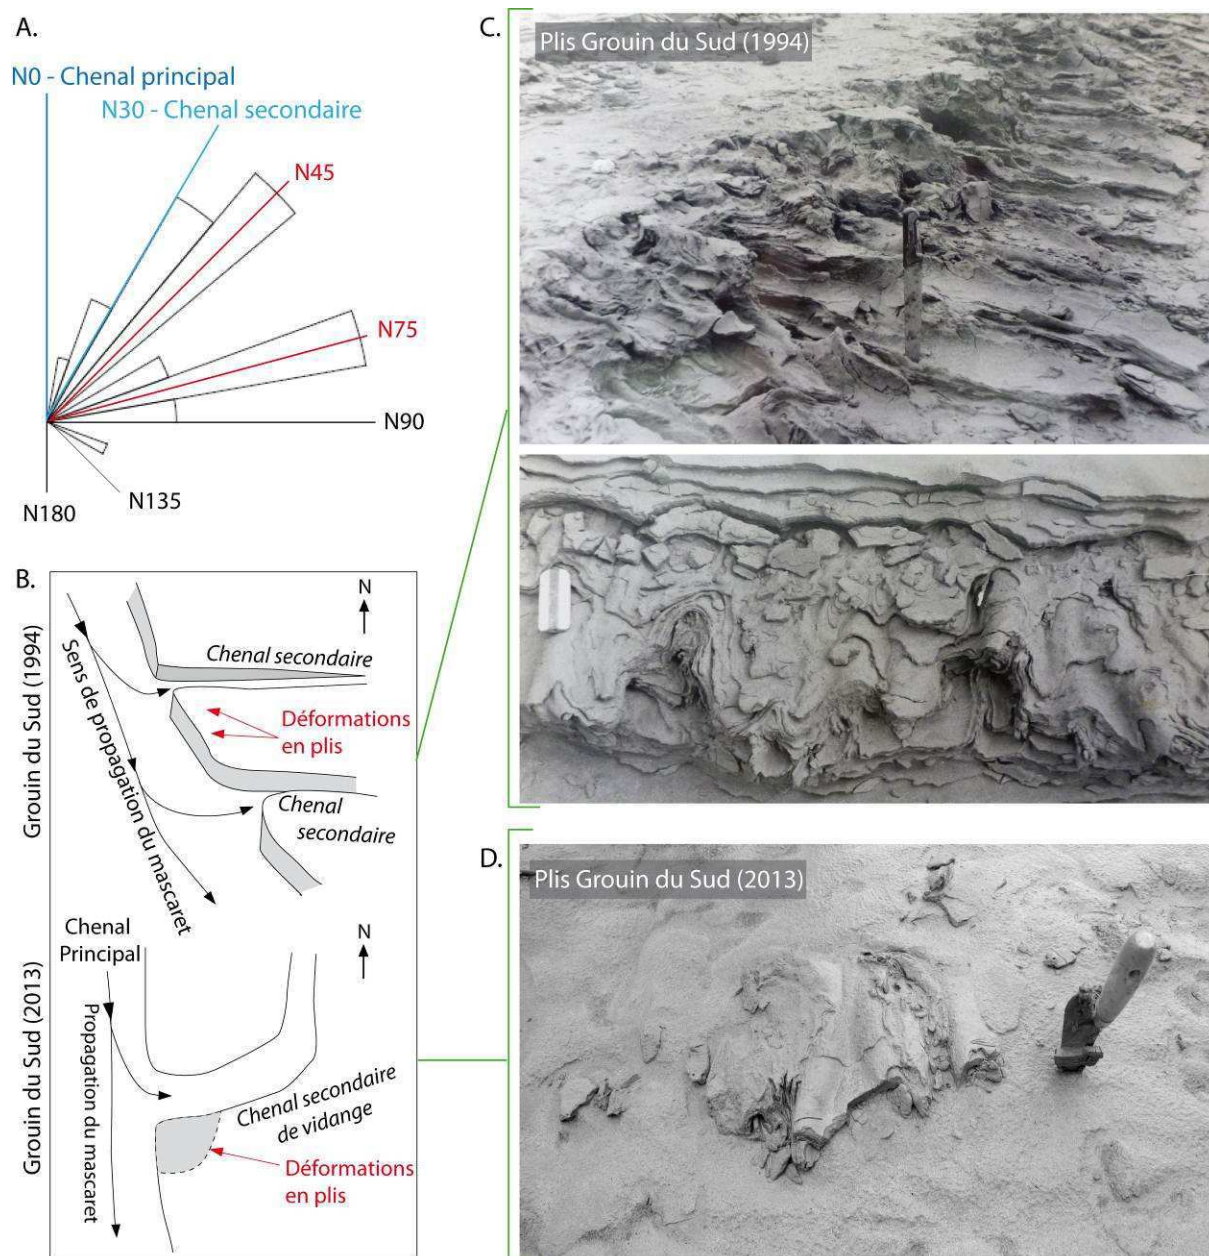 A.
N0 - Chenal principal
N30 - Chenal secondaire
N45
N75
N90
N135
N180
B.
Grouin du Sud (1994)
N
Sens de propagation du mascaret
Chenal secondaire
Déformations
en plis
Chenal
secondaire
Grouin du Sud (2013)
Chenal
Principal
N
Propagation du mascaret
Chenal secondaire
de vidange
Déformations
en plis
C.
Plis Grouin du Sud (1994)
D.
Plis Grouin du Sud (2013)